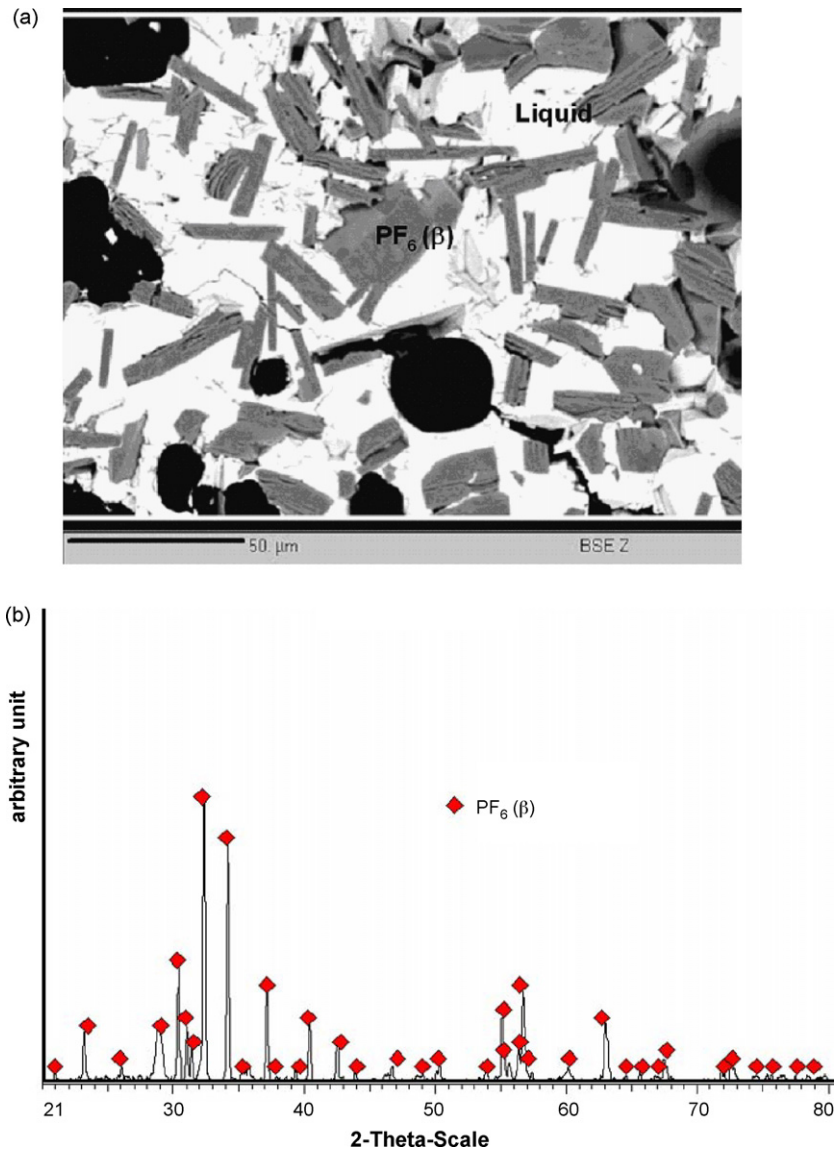 (a)
Liquid
PF₆ (β)
50. μm
BSE Z
(b)
arbitrary unit
PF₆ (β)
21 30 40 50 60 70 80
2-Theta-Scale